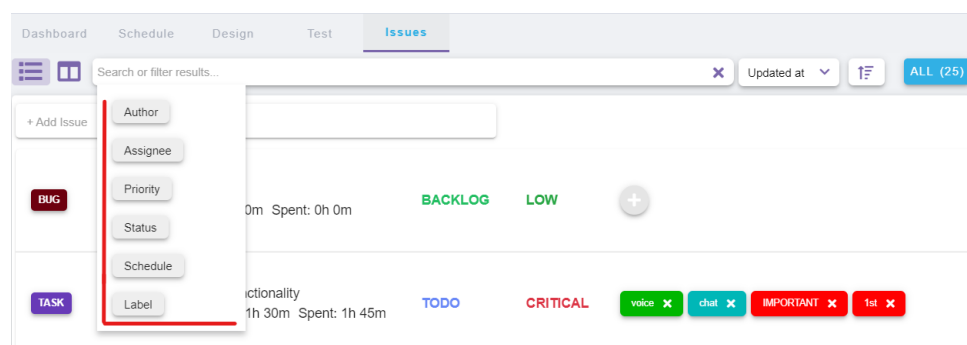 Dashboard Schedule Design Test Issues
Search or filter results... Updated at ALL (25)
+ Add Issue
Author
Assignee
Priority
Status
Schedule
Label
BUG 0m Spent: 0h 0m BACKLOG LOW
TASK TODO CRITICAL voice chat IMPORTANT 1st
1h 30m Spent: 1h 45m